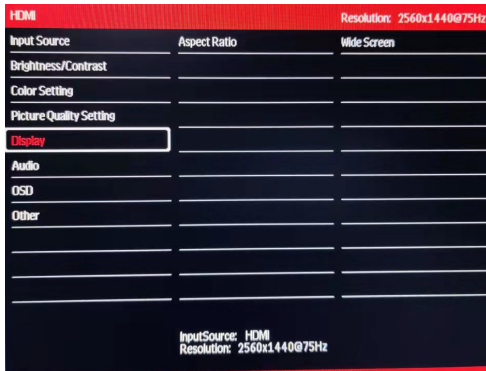 HDMI Resolution: 2560x1440@75Hz
Input Source Aspect Ratio Wide Screen
Brightness/Contrast
Color Setting
Picture Quality Setting
Display
Audio
OSD
Other
InputSource: HDMI
Resolution: 2560x1440@75Hz